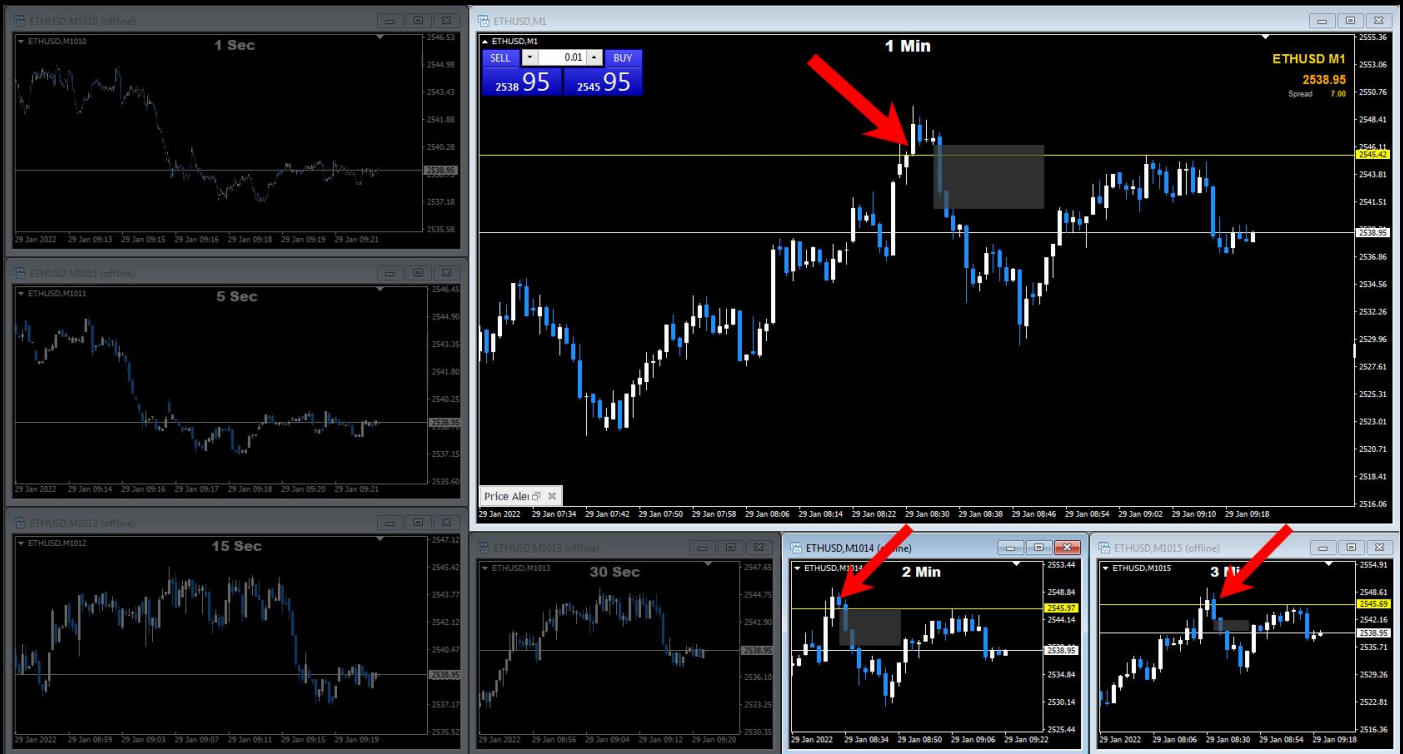 ETHUSD,M1010 (offline)
ETHUSD,M1010
1 Sec
2546.53
2544.98
2543.43
2541.88
2540.28
2538.95
2537.18
2535.58
29 Jan 2022 29 Jan 09:13 29 Jan 09:15 29 Jan 09:16 29 Jan 09:18 29 Jan 09:19 29 Jan 09:21
ETHUSD,M1011 (offline)
ETHUSD,M1011
5 Sec
2546.45
2544.90
2543.35
2541.80
2540.25
2538.95
2537.15
2535.60
29 Jan 2022 29 Jan 09:14 29 Jan 09:16 29 Jan 09:17 29 Jan 09:18 29 Jan 09:20 29 Jan 09:21
ETHUSD,M1012 (offline)
ETHUSD,M1012
15 Sec
2547.12
2545.42
2543.77
2542.12
2540.47
2538.95
2537.17
2535.52
29 Jan 2022 29 Jan 08:59 29 Jan 09:03 29 Jan 09:07 29 Jan 09:11 29 Jan 09:15 29 Jan 09:19
ETHUSD,M1
ETHUSD,M1
1 Min
SELL 0.01 BUY
2538 95 2545 95
ETHUSD M1
2538.95
Spread 7.00
2555.36
2553.06
2550.76
2548.41
2546.11
2545.42
2543.81
2541.51
2538.95
2536.86
2534.56
2532.26
2529.96
2527.61
2525.31
2523.01
2520.71
2518.41
2516.06
Price Aler
29 Jan 2022 29 Jan 07:34 29 Jan 07:42 29 Jan 07:50 29 Jan 07:58 29 Jan 08:06 29 Jan 08:14 29 Jan 08:22 29 Jan 08:30 29 Jan 08:38 29 Jan 08:46 29 Jan 08:54 29 Jan 09:02 29 Jan 09:10 29 Jan 09:18
ETHUSD,M1013 (offline)
ETHUSD,M1013
30 Sec
2547.65
2544.75
2541.90
2538.95
2536.10
2533.25
2530.35
29 Jan 2022 29 Jan 08:56 29 Jan 09:04 29 Jan 09:12 29 Jan 09:20
ETHUSD,M1014
ETHUSD,M1014
2 Min
2553.44
2548.84
2545.97
2544.14
2538.95
2534.84
2530.14
2525.44
29 Jan 2022 29 Jan 08:34 29 Jan 08:50 29 Jan 09:06 29 Jan 09:22
ETHUSD,M1015 (offline)
ETHUSD,M1015
3
2554.91
2548.61
2545.69
2542.16
2538.95
2535.71
2529.26
2522.81
2516.36
29 Jan 2022 29 Jan 08:06 29 Jan 08:30 29 Jan 08:54 29 Jan 09:18